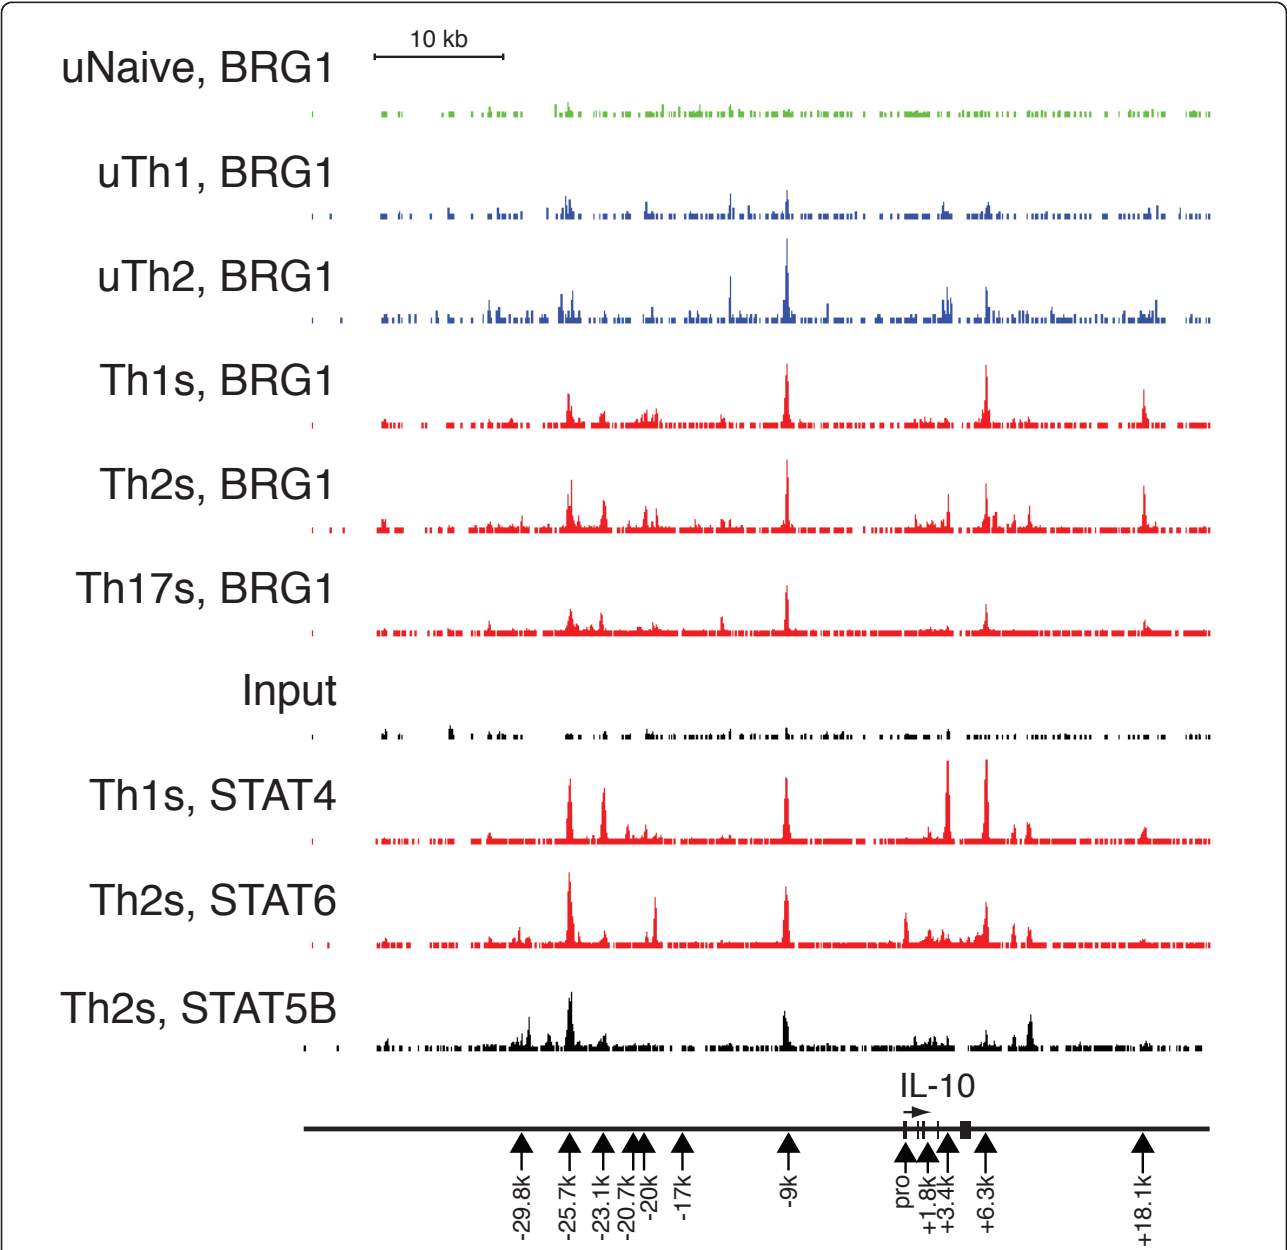 10 kb
uNaive, BRG1
uTh1, BRG1
uTh2, BRG1
Th1s, BRG1
Th2s, BRG1
Th17s, BRG1
Input
Th1s, STAT4
Th2s, STAT6
Th2s, STAT5B
IL-10
-29.8k
-25.7k
-23.1k
-20.7k
-20k
-17k
-9k
pro
+1.8k
+3.4k
+6.3k
+18.1k